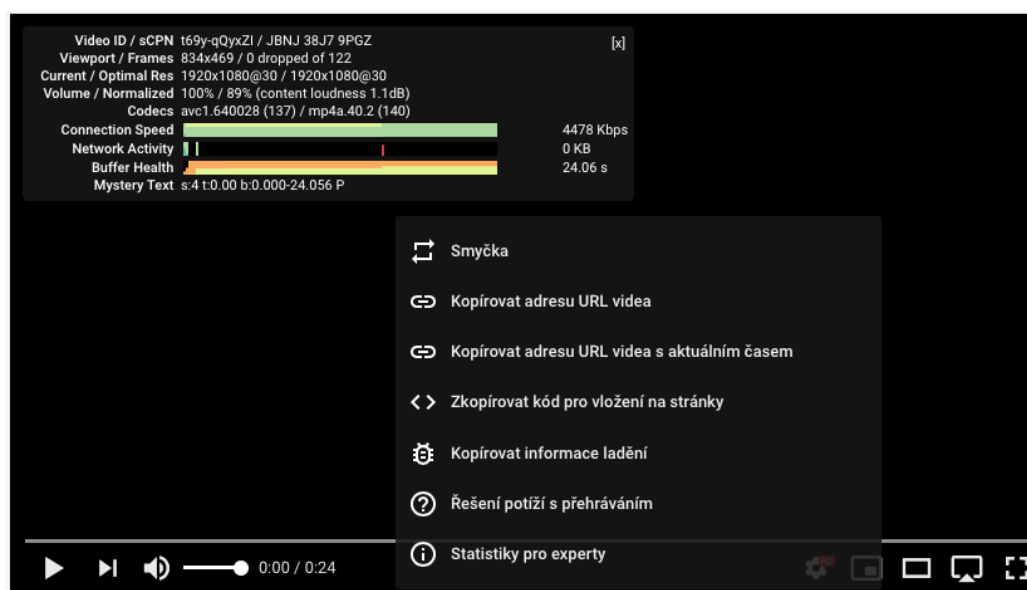 Video ID / sCPN t69y-qQyxZI / JBNJ 38J7 9PGZ [x]
Viewport / Frames 834x469 / 0 dropped of 122
Current / Optimal Res 1920x1080@30 / 1920x1080@30
Volume / Normalized 100% / 89% (content loudness 1.1dB)
Codecs avc1.640028 (137) / mp4a.40.2 (140)
Connection Speed 4478 Kbps
Network Activity 0 KB
Buffer Health 24.06 s
Mystery Text s:4 t:0.00 b:0.000-24.056 P
Smyčka
Kopírovat adresu URL videa
Kopírovat adresu URL videa s aktuálním časem
Zkopírovat kód pro vložení na stránky
Kopírovat informace ladění
Řešení potíží s přehráváním
Statistiky pro experty
0:00 / 0:24
HD